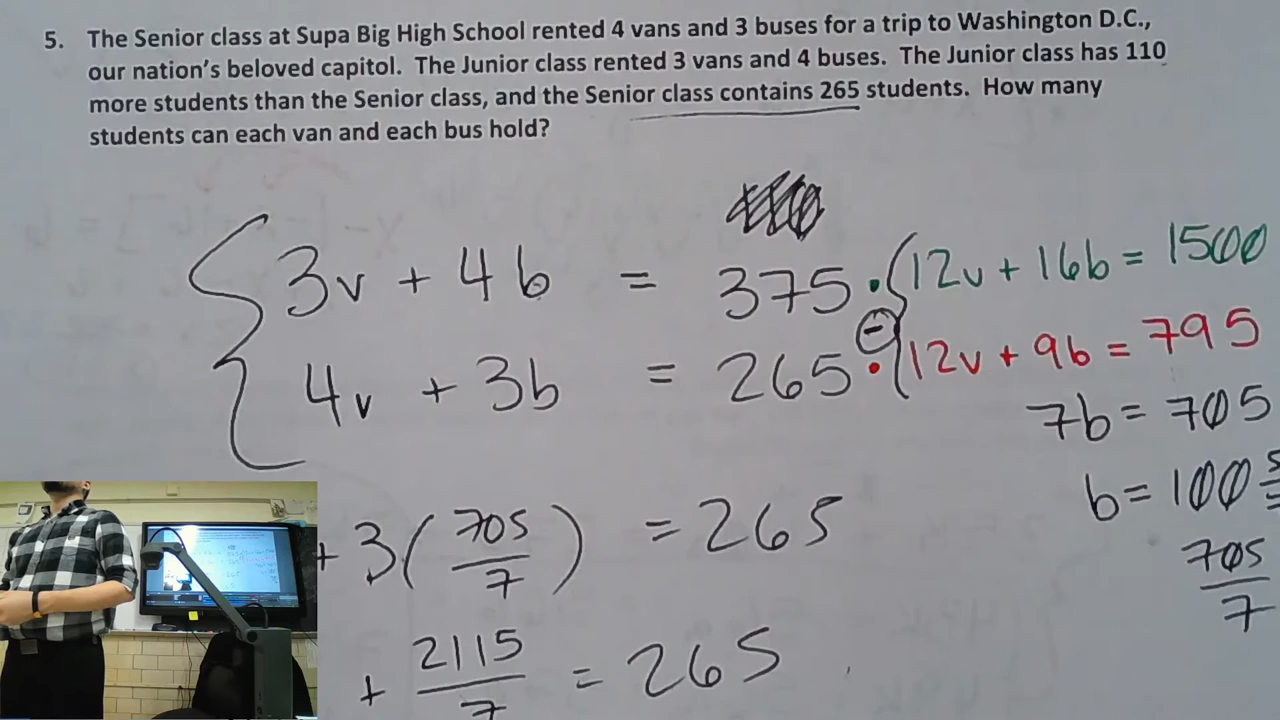 5. The Senior class at Supa Big High School rented 4 vans and 3 buses for a trip to Washington D.C.,
our nation's beloved capitol. The Junior class rented 3 vans and 4 buses. The Junior class has 110
more students than the Senior class, and the Senior class contains 265 students. How many
students can each van and each bus hold?
3v + 4b = 375 • 12v + 16b = 1500
4v + 3b = 265 • 12v + 9b = 795
7b = 705
b = 100 5
705
7
+ 3(705/7) = 265
+ 2115/7 = 265